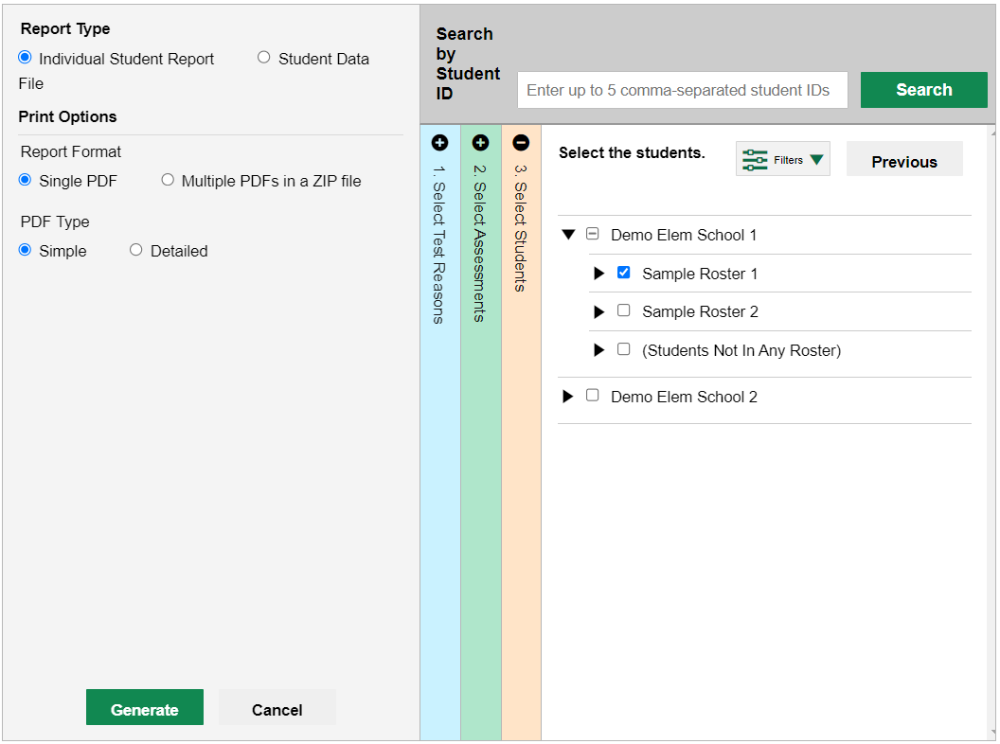 Report Type
Individual Student Report
Student Data
File
Print Options
Report Format
Single PDF
Multiple PDFs in a ZIP file
PDF Type
Simple
Detailed
Generate
Cancel
Search
by
Student
ID
Enter up to 5 comma-separated student IDs
Search
1. Select Test Reasons
2. Select Assessments
3. Select Students
Select the students.
Filters
Previous
Demo Elem School 1
Sample Roster 1
Sample Roster 2
(Students Not In Any Roster)
Demo Elem School 2